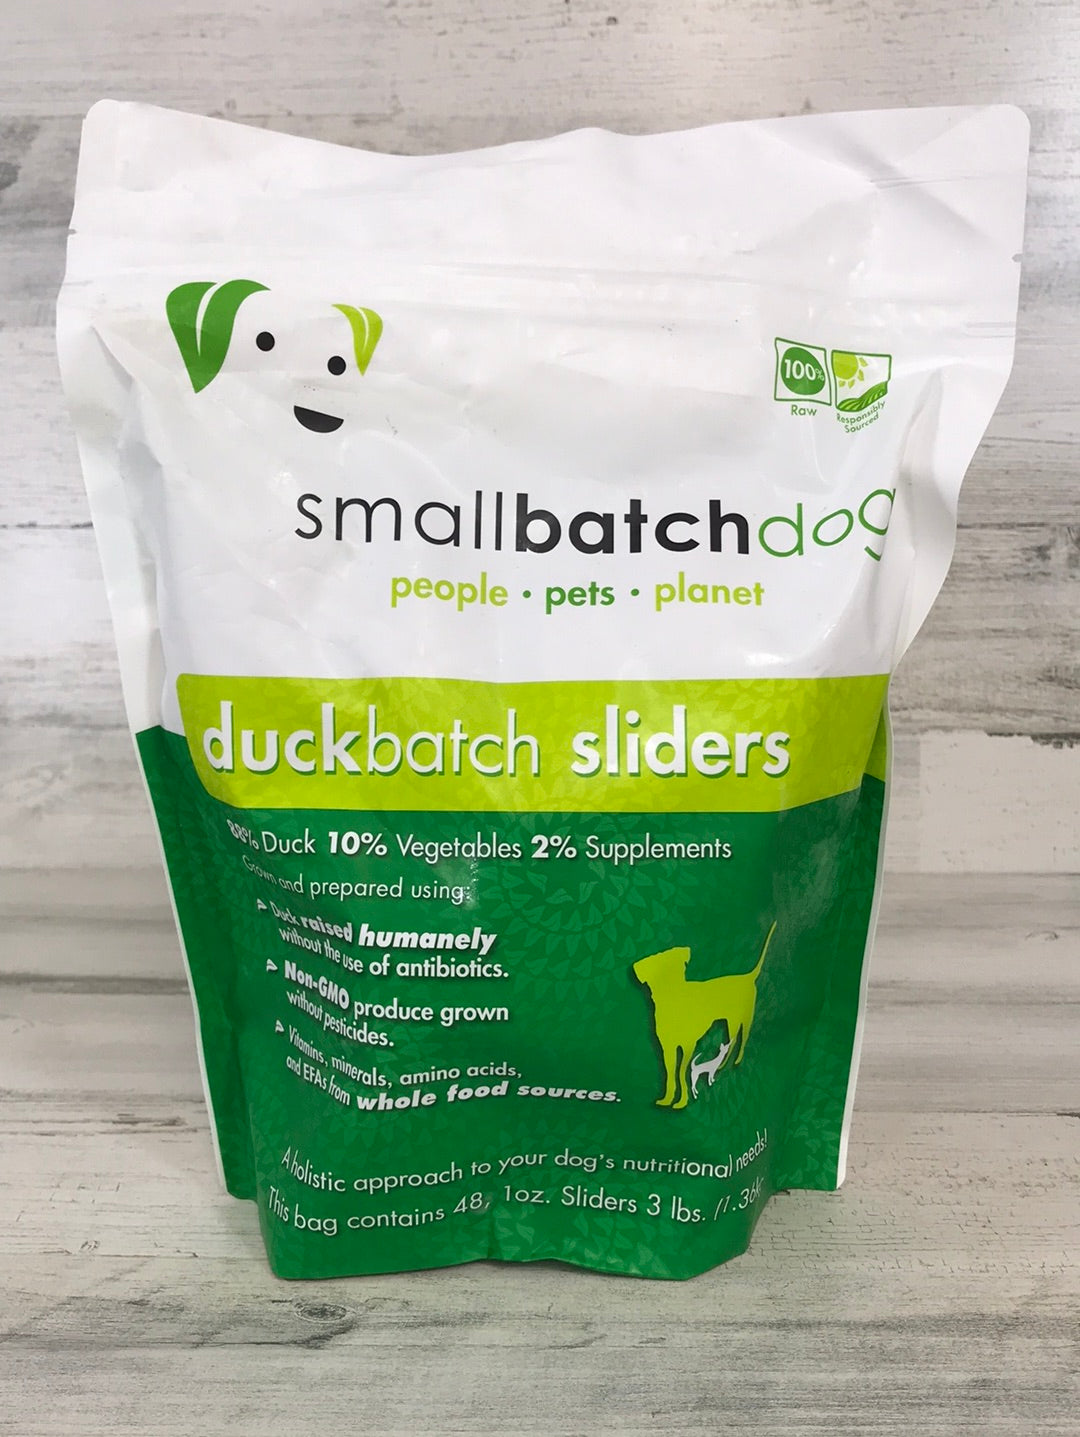 100%
Raw
Responsibly
Sourced
smallbatchdog
people • pets • planet
duckbatch sliders
88% Duck 10% Vegetables 2% Supplements
Grown and prepared using:
Duck raised humanely
without the use of antibiotics.
Non-GMO produce grown
without pesticides.
Vitamins, minerals, amino acids,
and EFAs from whole food sources.
A holistic approach to your dog's nutritional needs!
This bag contains 48, 1oz. Sliders 3 lbs. (1.36k